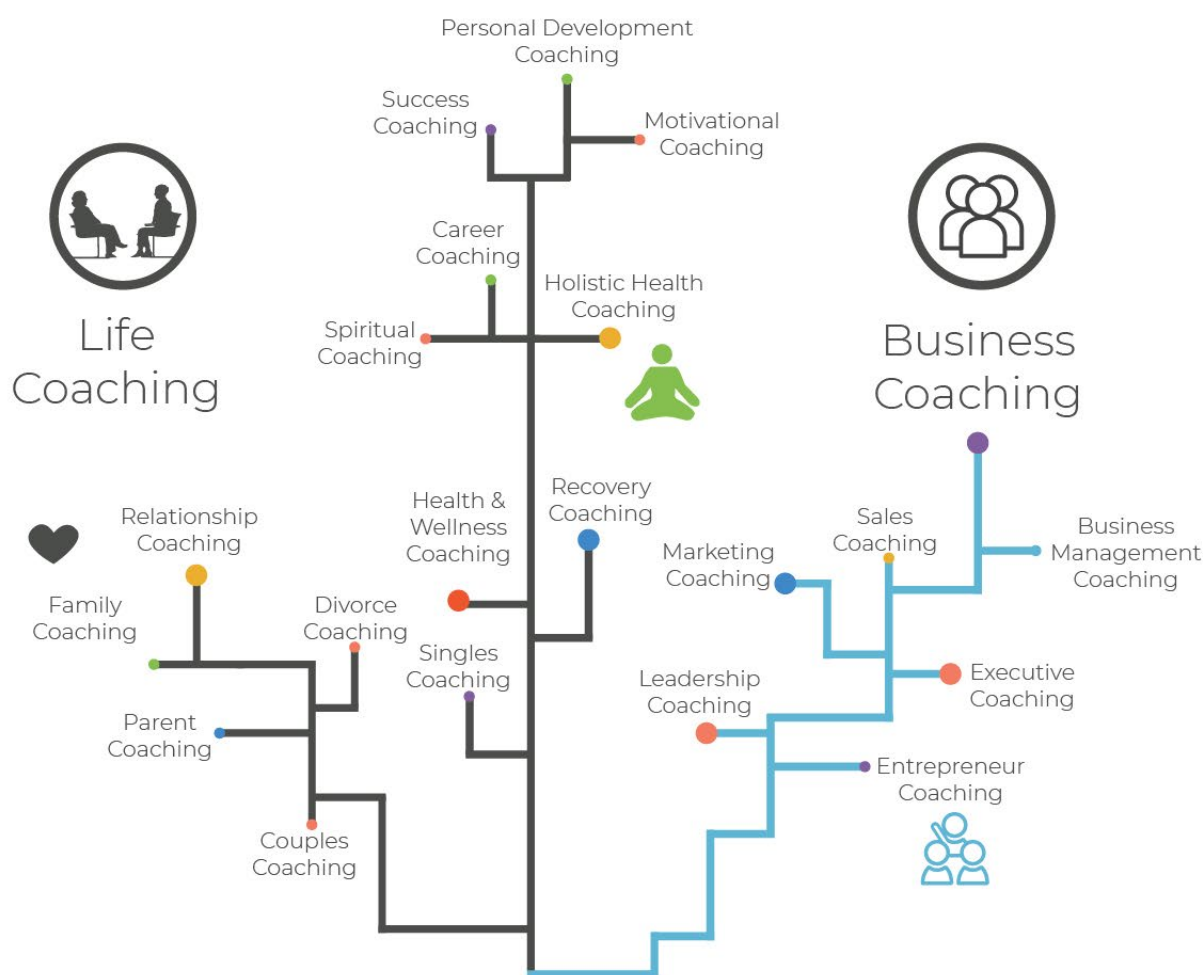 Personal Development
Coaching
Success
Coaching
Motivational
Coaching
Life
Coaching
Career
Coaching
Holistic Health
Coaching
Spiritual
Coaching
Business
Coaching
Relationship
Coaching
Family
Coaching
Divorce
Coaching
Parent
Coaching
Couples
Coaching
Health &
Wellness
Coaching
Recovery
Coaching
Singles
Coaching
Marketing
Coaching
Sales
Coaching
Business
Management
Coaching
Leadership
Coaching
Executive
Coaching
Entrepreneur
Coaching